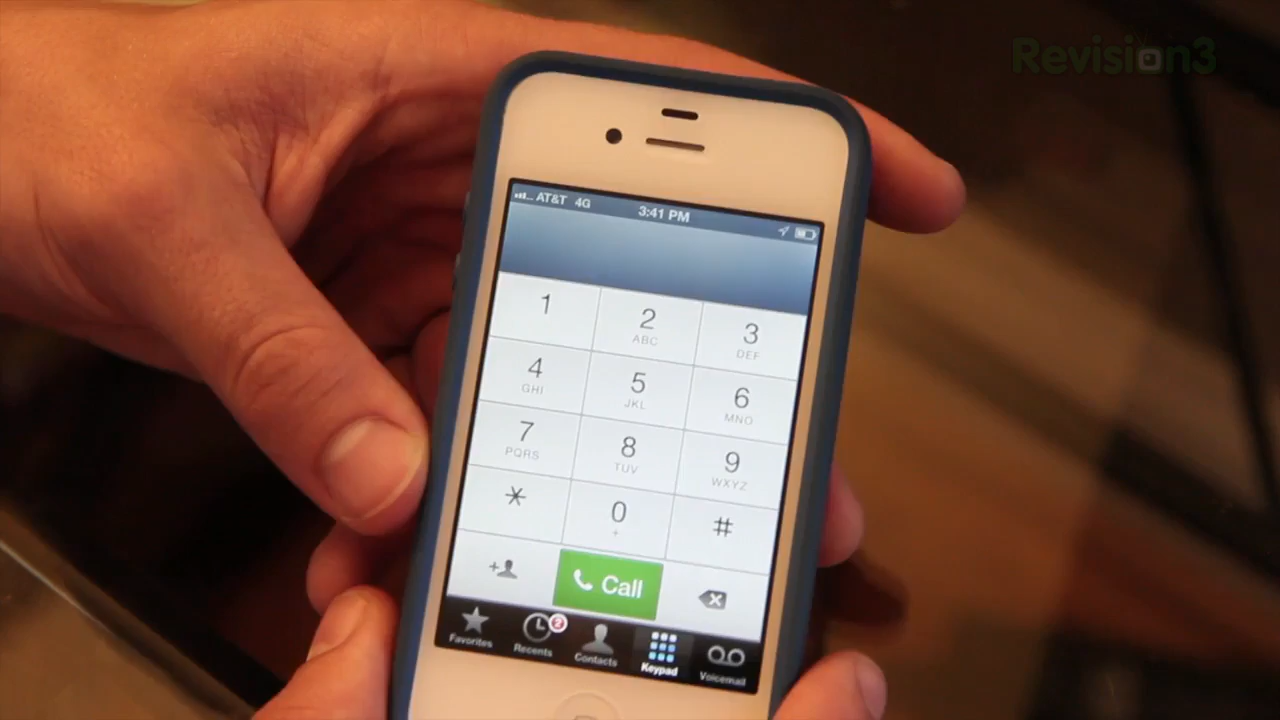 Revision3
AT&T 4G 3:41 PM
1 2 ABC 3 DEF
4 GHI 5 JKL 6 MNO
7 PQRS 8 TUV 9 WXYZ
* 0 + #
+ Call
Favorites Recents 2 Contacts Keypad Voicemail